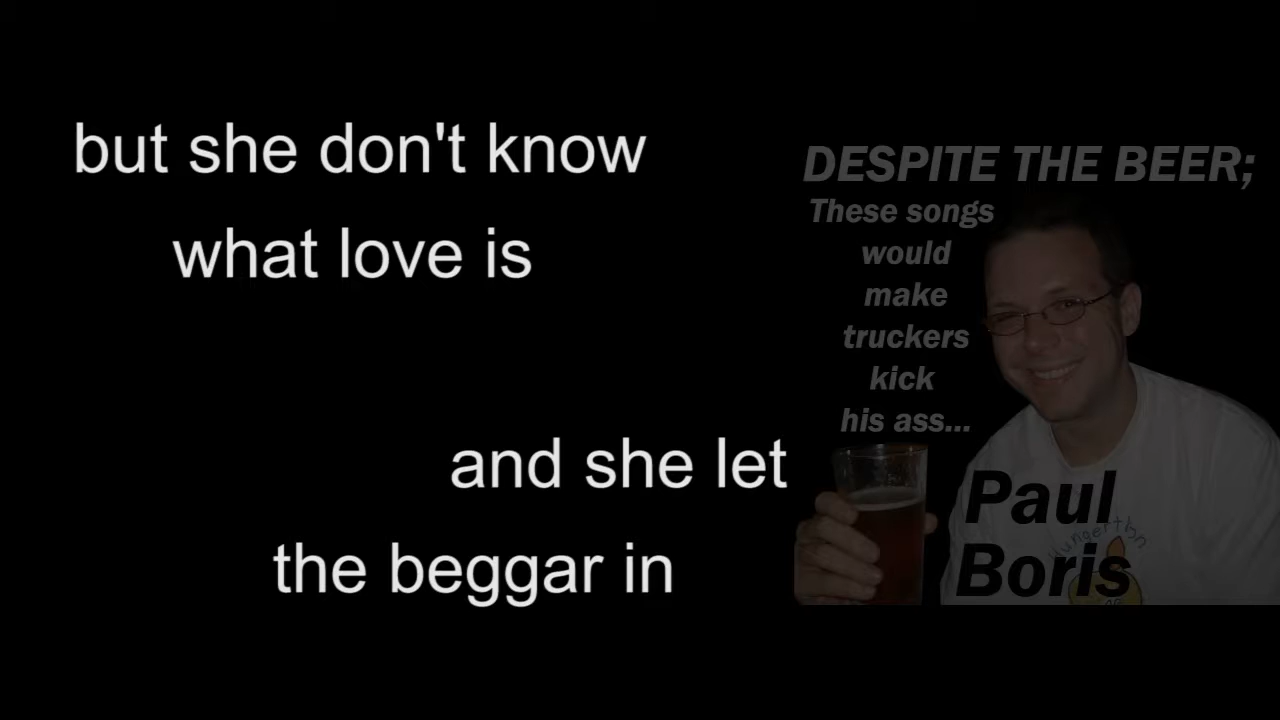 but she don't know
what love is
and she let
the beggar in
DESPITE THE BEER;
These songs
would
make
truckers
kick
his ass...
Paul
Boris